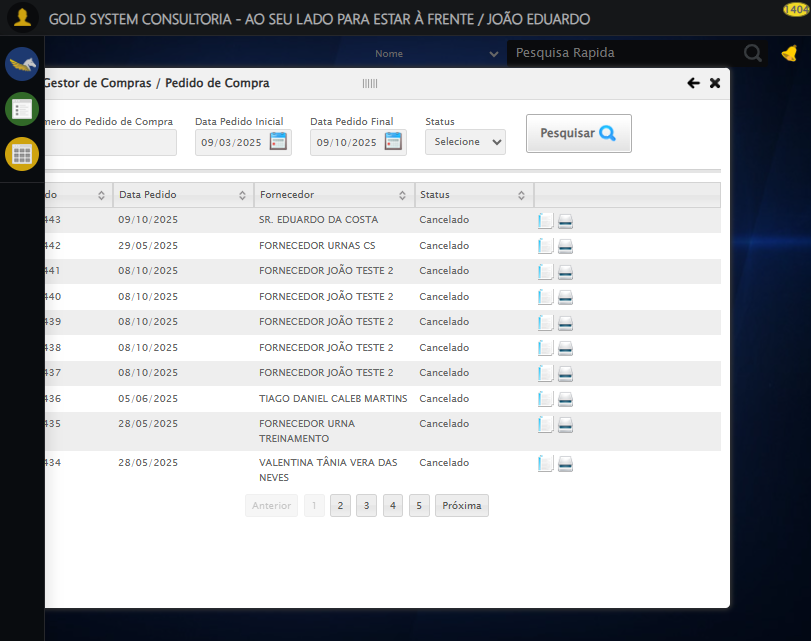 GOLD SYSTEM CONSULTORIA - AO SEU LADO PARA ESTAR À FRENTE / JOÃO EDUARDO
1404
Nome
Pesquisa Rapida
Gestor de Compras / Pedido de Compra
mero do Pedido de Compra
Data Pedido Inicial
Data Pedido Final
Status
09/03/2025
09/10/2025
Selecione
Pesquisar
do Data Pedido Fornecedor Status
443 09/10/2025 SR. EDUARDO DA COSTA Cancelado
442 29/05/2025 FORNECEDOR URNAS CS Cancelado
441 08/10/2025 FORNECEDOR JOÃO TESTE 2 Cancelado
440 08/10/2025 FORNECEDOR JOÃO TESTE 2 Cancelado
439 08/10/2025 FORNECEDOR JOÃO TESTE 2 Cancelado
438 08/10/2025 FORNECEDOR JOÃO TESTE 2 Cancelado
437 08/10/2025 FORNECEDOR JOÃO TESTE 2 Cancelado
436 05/06/2025 TIAGO DANIEL CALEB MARTINS Cancelado
435 28/05/2025 FORNECEDOR URNA Cancelado
TREINAMENTO
434 28/05/2025 VALENTINA TÂNIA VERA DAS Cancelado
NEVES
Anterior 1 2 3 4 5 Próxima